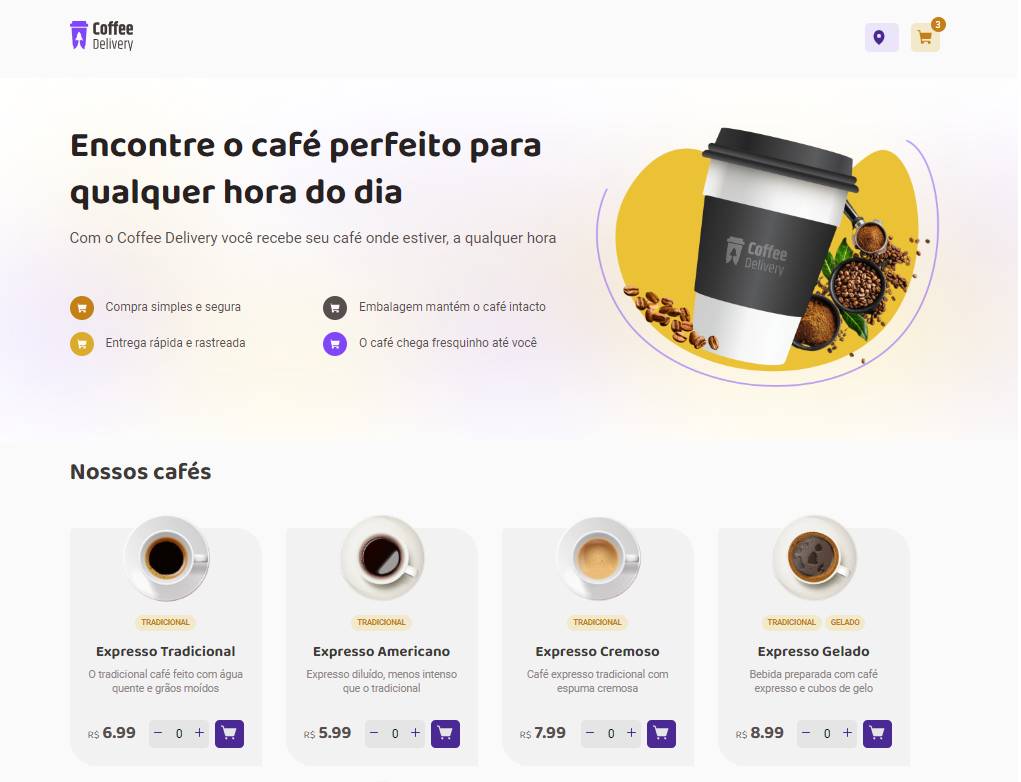 Coffee
Delivery
3
Encontre o café perfeito para
qualquer hora do dia
Com o Coffee Delivery você recebe seu café onde estiver, a qualquer hora
Compra simples e segura
Embalagem mantém o café intacto
Entrega rápida e rastreada
O café chega fresquinho até você
Coffee
Delivery
Nossos cafés
TRADICIONAL
Expresso Tradicional
O tradicional café feito com água
quente e grãos moídos
R$ 6.99 − 0 +
TRADICIONAL
Expresso Americano
Expresso diluído, menos intenso
que o tradicional
R$ 5.99 − 0 +
TRADICIONAL
Expresso Cremoso
Café expresso tradicional com
espuma cremosa
R$ 7.99 − 0 +
TRADICIONAL GELADO
Expresso Gelado
Bebida preparada com café
expresso e cubos de gelo
R$ 8.99 − 0 +